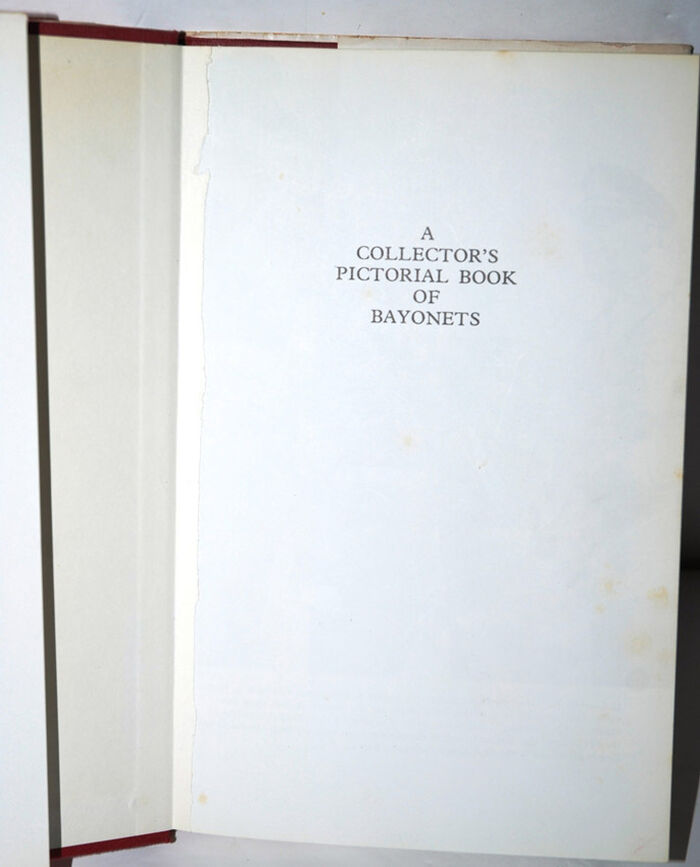 A
COLLECTOR'S
PICTORIAL BOOK
OF
BAYONETS